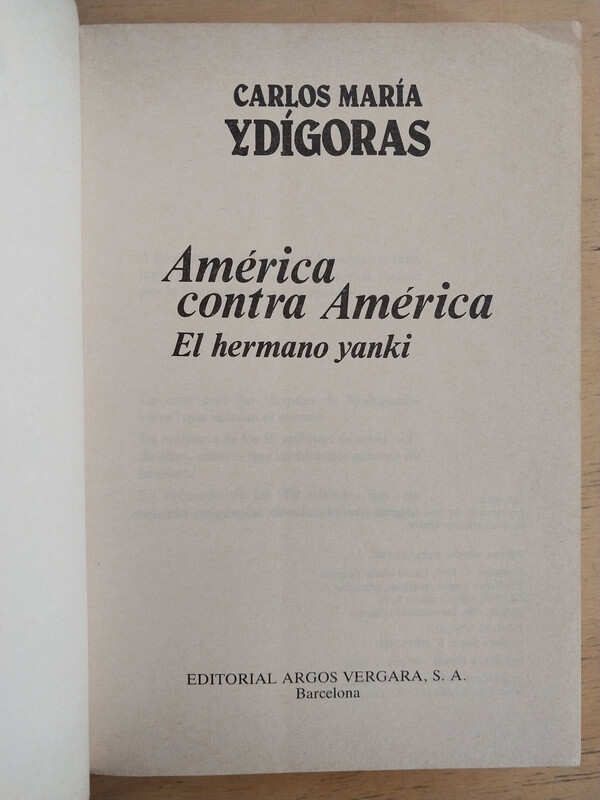 CARLOS MARÍA
YDÍGORAS
América
contra América
El hermano yanki
EDITORIAL ARGOS VERGARA, S. A.
Barcelona